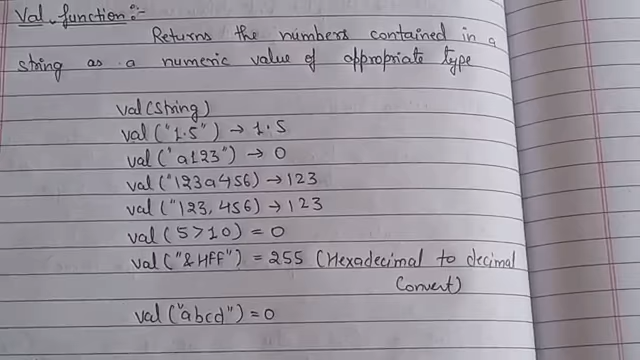 Val function:-
Returns the numbers contained in a
string as a numeric value of appropriate type
val(string)
val("1.5") → 1.5
val("a123") → 0
val("123a456) → 123
val("123,456) → 123
val(5>10) = 0
val("&HFF") = 255 (Hexadecimal to decimal
Convert)
val("abcd") = 0